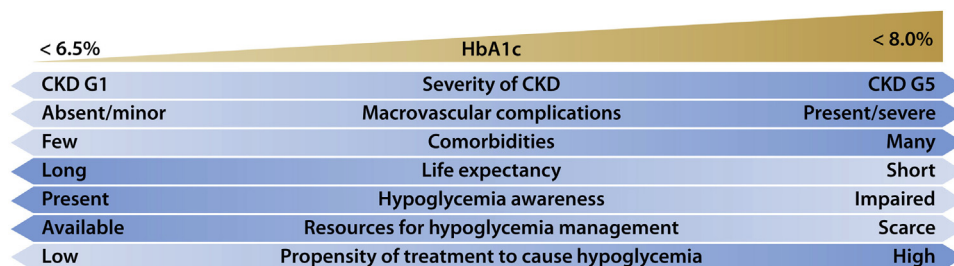 < 6.5% HbA1c < 8.0%
CKD G1 Severity of CKD CKD G5
Absent/minor Macrovascular complications Present/severe
Few Comorbidities Many
Long Life expectancy Short
Present Hypoglycemia awareness Impaired
Available Resources for hypoglycemia management Scarce
Low Propensity of treatment to cause hypoglycemia High